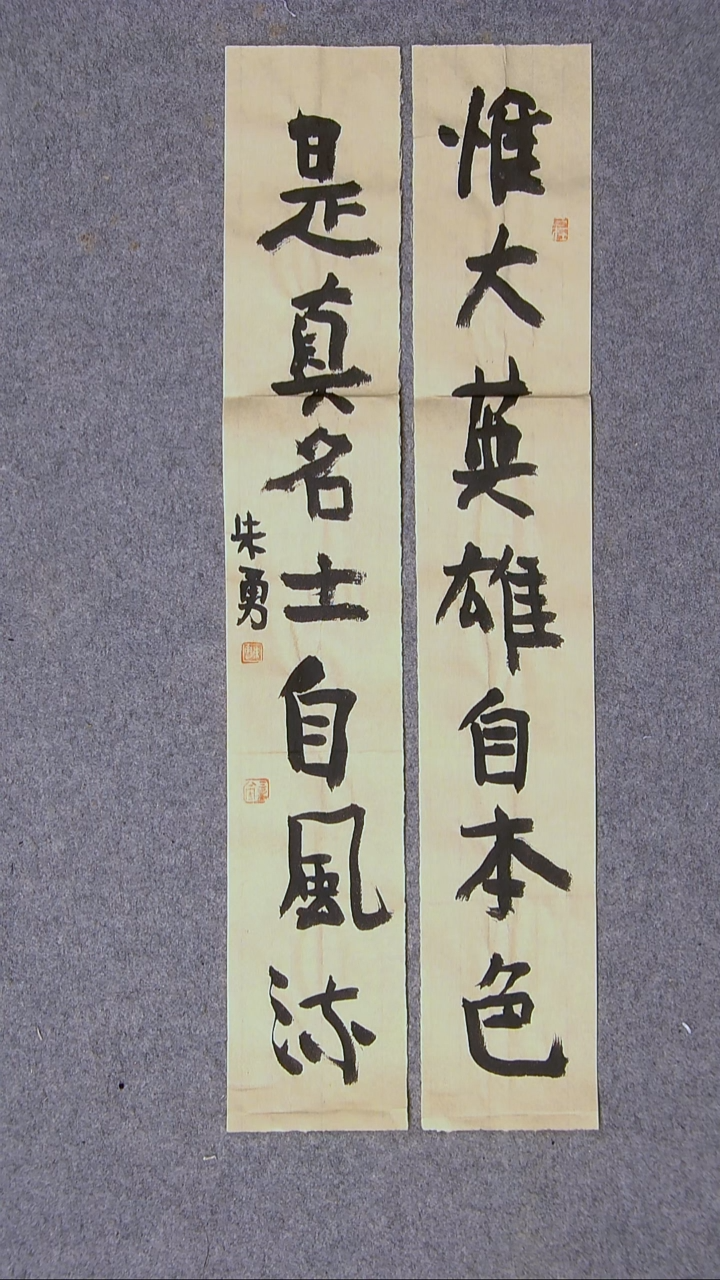 惟大英雄自本色
是真名士自風流
朱勇